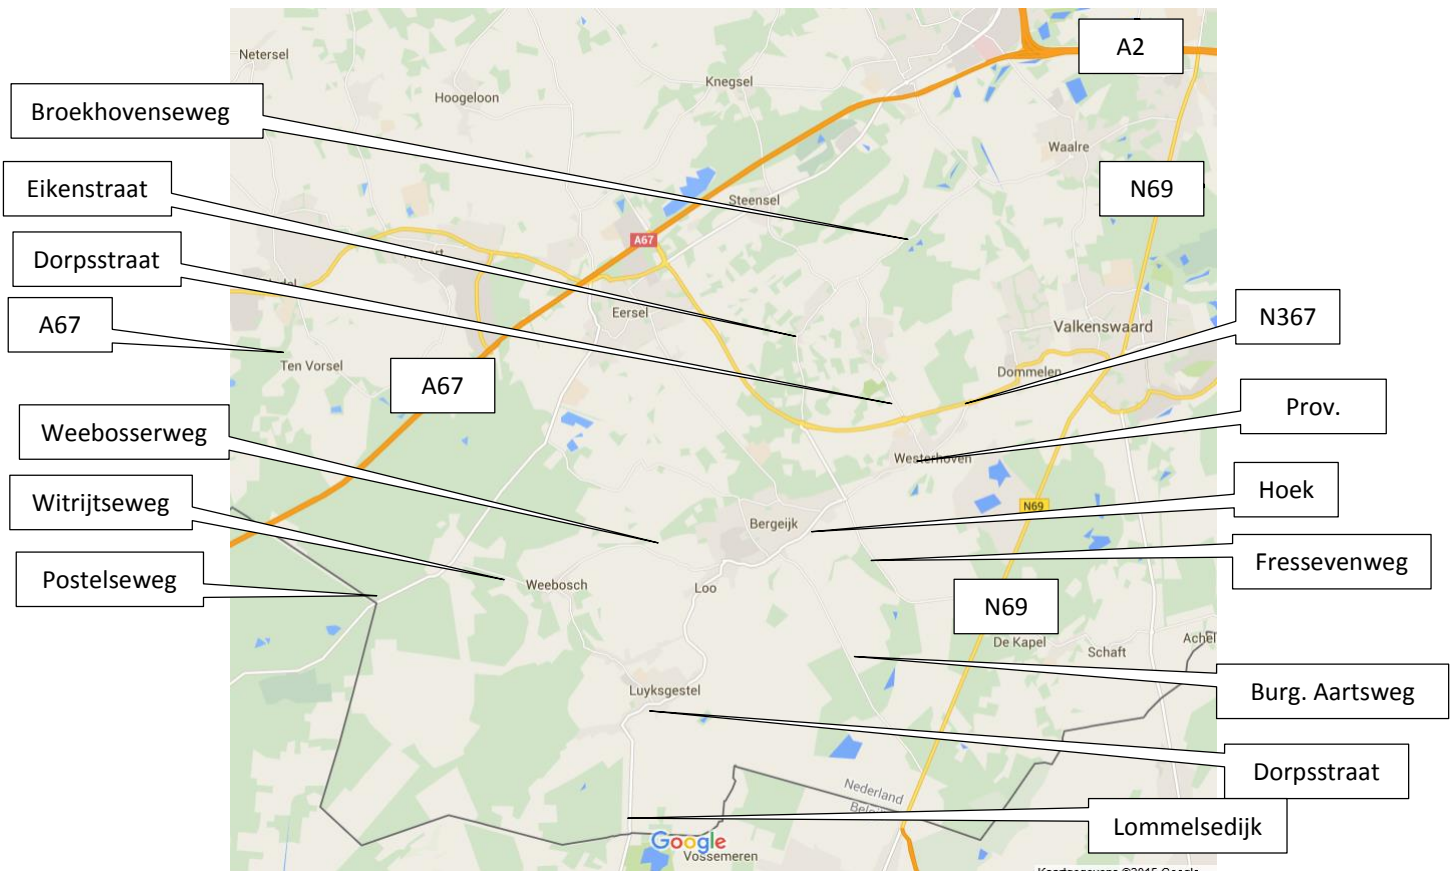 A2
Netersel
Knegsel
Hoogeloon
Broekhovenseweg
Waalre
Eikenstraat
N69
Steensel
A67
Dorpsstraat
A67
Eersel
N367
Valkenswaard
Ten Vorsel
Dommelen
A67
Prov.
Weebosserweg
Westerhoven
Hoek
Witrijtseweg
N69
Bergeijk
Fressevenweg
Postelseweg
Weebosch
Loo
N69
De Kapel
Schaft
Achel
Luyksgestel
Burg. Aartsweg
Dorpsstraat
Nederland
Lommelsedijk
Google
Vossemeren